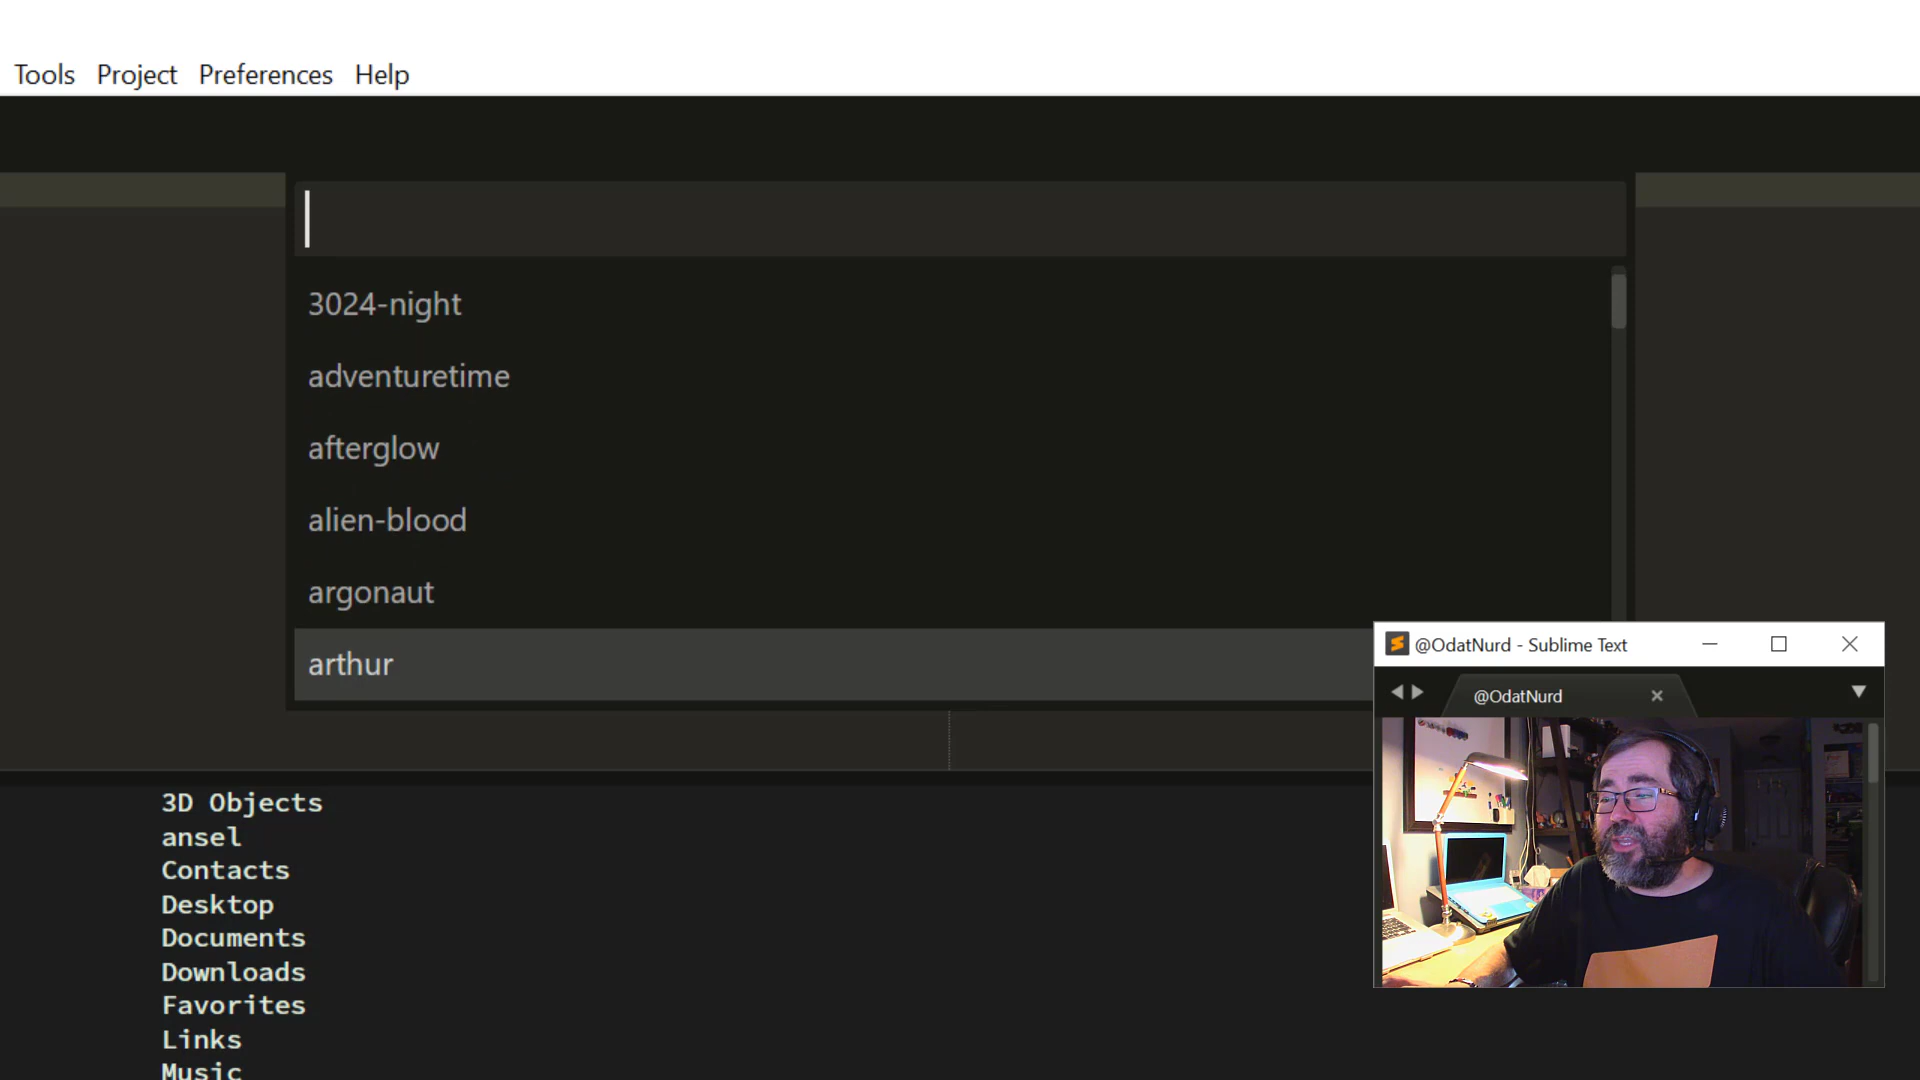 Tools Project Preferences Help
3024-night
adventuretime
afterglow
alien-blood
argonaut
arthur
@OdatNurd - Sublime Text
@OdatNurd
3D Objects
ansel
Contacts
Desktop
Documents
Downloads
Favorites
Links
Music